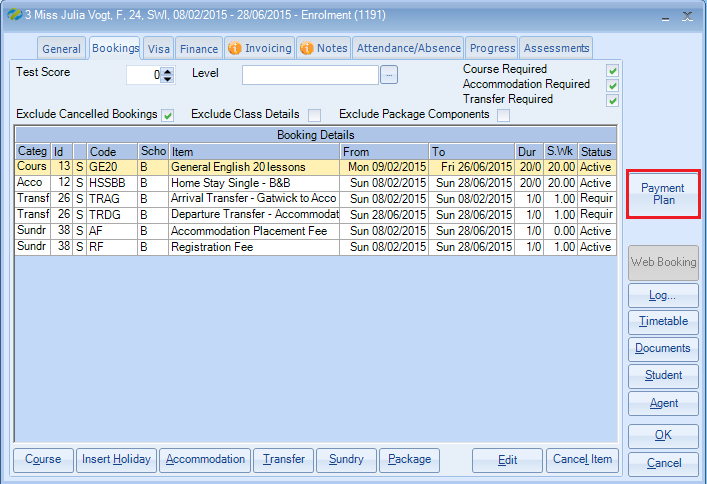 3 Miss Julia Vogt, F, 24, SWI, 08/02/2015 - 28/06/2015 - Enrolment (1191)
General Bookings Visa Finance Invoicing Notes Attendance/Absence Progress Assessments
Test Score 0 Level ... Course Required
Accommodation Required
Transfer Required
Exclude Cancelled Bookings Exclude Class Details Exclude Package Components
Booking Details
Categ Id Code Scho Item From To Dur S.Wk Status
Cours 13 S GE20 B General English 20 lessons Mon 09/02/2015 Fri 26/06/2015 20/0 20.00 Active
Acco 12 S HSSBB B Home Stay Single - B&B Sun 08/02/2015 Sun 28/06/2015 20/0 20.00 Active
Transf 26 S TRAG B Arrival Transfer - Gatwick to Acco Sun 08/02/2015 Sun 28/06/2015 1/0 1.00 Requir
Transf 26 S TRDG B Departure Transfer - Accommodat Sun 28/06/2015 Sun 28/06/2015 1/0 1.00 Requir
Sundr 38 S AF B Accommodation Placement Fee Sun 08/02/2015 Sun 28/06/2015 1/0 0.00 Active
Sundr 38 S RF B Registration Fee Sun 08/02/2015 Sun 28/06/2015 1/0 1.00 Active
Payment
Plan
Web Booking
Log...
Timetable
Documents
Student
Agent
OK
Cancel
Course Insert Holiday Accommodation Transfer Sundry Package Edit Cancel Item